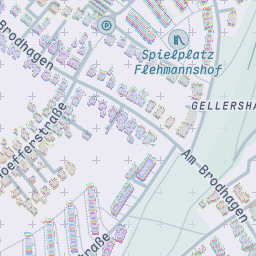 Brodhagen
P
Spielplatz
Flehmannshof
GELLERSHA
oefferstraße
Am Brodhagen
straße